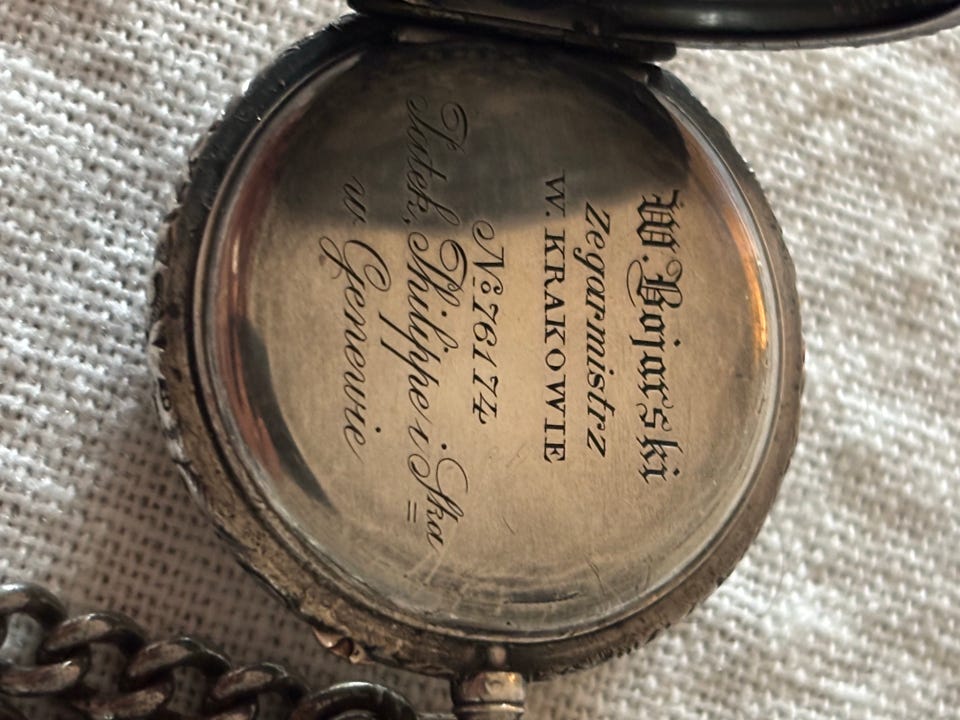 W. Bojarski
Zegarmistrz
W. KRAKOWIE
No 76174
Patek, Philippe i Ska
w Genewie